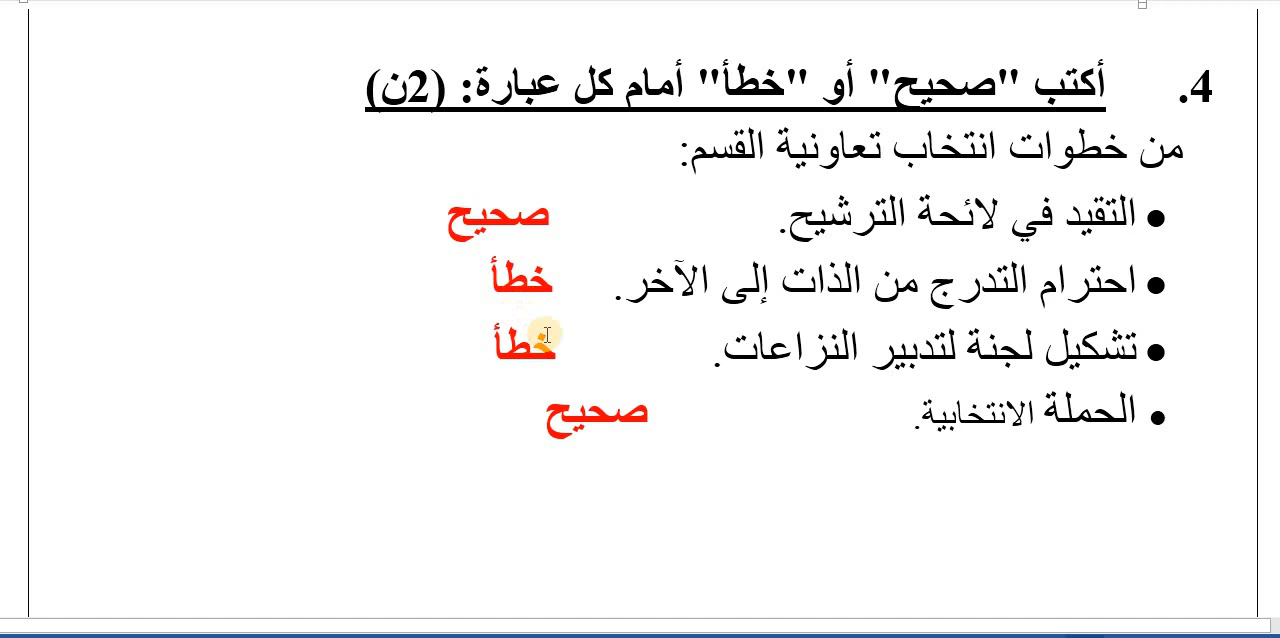 4. أكتب "صحيح" أو "خطأ" أمام كل عبارة: (2ن)
من خطوات انتخاب تعاونية القسم:
• التقيد في لائحة الترشيح. صحيح
• احترام التدرج من الذات إلى الآخر. خطأ
• تشكيل لجنة لتدبير النزاعات. خطأ
• الحملة الانتخابية. صحيح